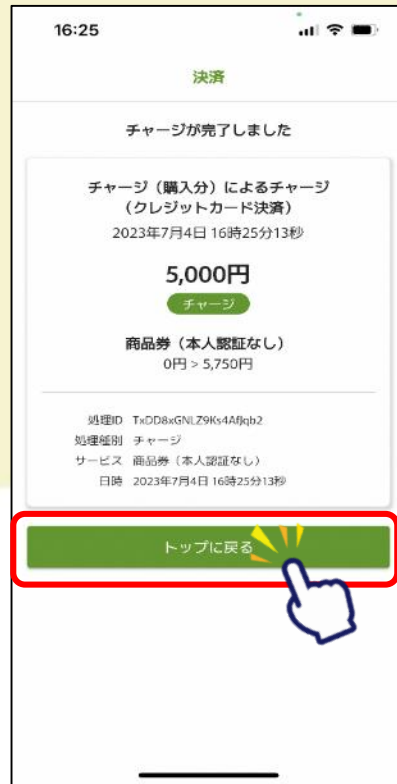 16:25
決済
チャージが完了しました
チャージ（購入分）によるチャージ
（クレジットカード決済）
2023年7月4日 16時25分13秒
5,000円
チャージ
商品券（本人認証なし）
0円 > 5,750円
処理ID TxDD8xGNLZ9Ks4Afjqb2
処理種別 チャージ
サービス 商品券（本人認証なし）
日時 2023年7月4日 16時25分13秒
トップに戻る